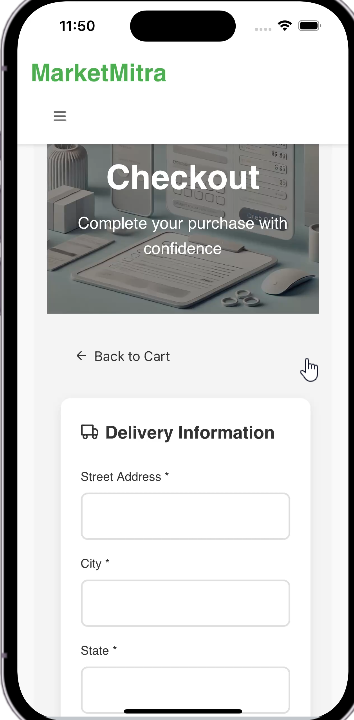 11:50
MarketMitra
Checkout
Complete your purchase with
confidence
← Back to Cart
Delivery Information
Street Address *
City *
State *